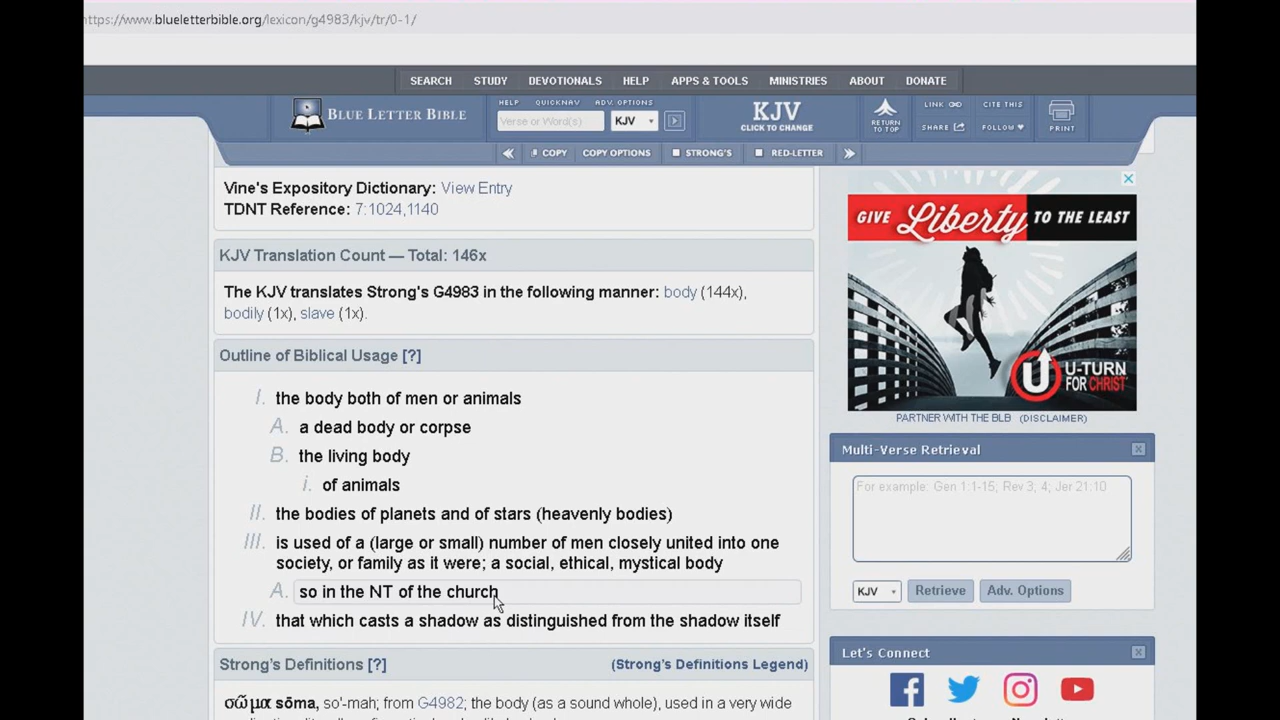 https://www.blueletterbible.org/lexicon/g4983/kjv/tr/0-1/
SEARCH STUDY DEVOTIONALS HELP APPS & TOOLS MINISTRIES ABOUT DONATE
BLUE LETTER BIBLE
HELP QUICKNAV ADV. OPTIONS
Verse or Word(s) KJV
KJV
CLICK TO CHANGE
RETURN TO TOP
LINK CITE THIS
SHARE FOLLOW
PRINT
COPY COPY OPTIONS STRONG'S RED-LETTER
Vine's Expository Dictionary: View Entry
TDNT Reference: 7:1024,1140
KJV Translation Count — Total: 146x
The KJV translates Strong's G4983 in the following manner: body (144x),
bodily (1x), slave (1x).
Outline of Biblical Usage [?]
I. the body both of men or animals
A. a dead body or corpse
B. the living body
i. of animals
II. the bodies of planets and of stars (heavenly bodies)
III. is used of a (large or small) number of men closely united into one
society, or family as it were; a social, ethical, mystical body
A. so in the NT of the church
IV. that which casts a shadow as distinguished from the shadow itself
Strong's Definitions [?] (Strong's Definitions Legend)
σῶμα sōma, so'-mah; from G4982; the body (as a sound whole), used in a very wide
GIVE Liberty TO THE LEAST
U-TURN
FOR CHRIST
PARTNER WITH THE BLB (DISCLAIMER)
Multi-Verse Retrieval
For example: Gen 1:1-15; Rev 3; 4; Jer 21:10
KJV Retrieve Adv. Options
Let's Connect